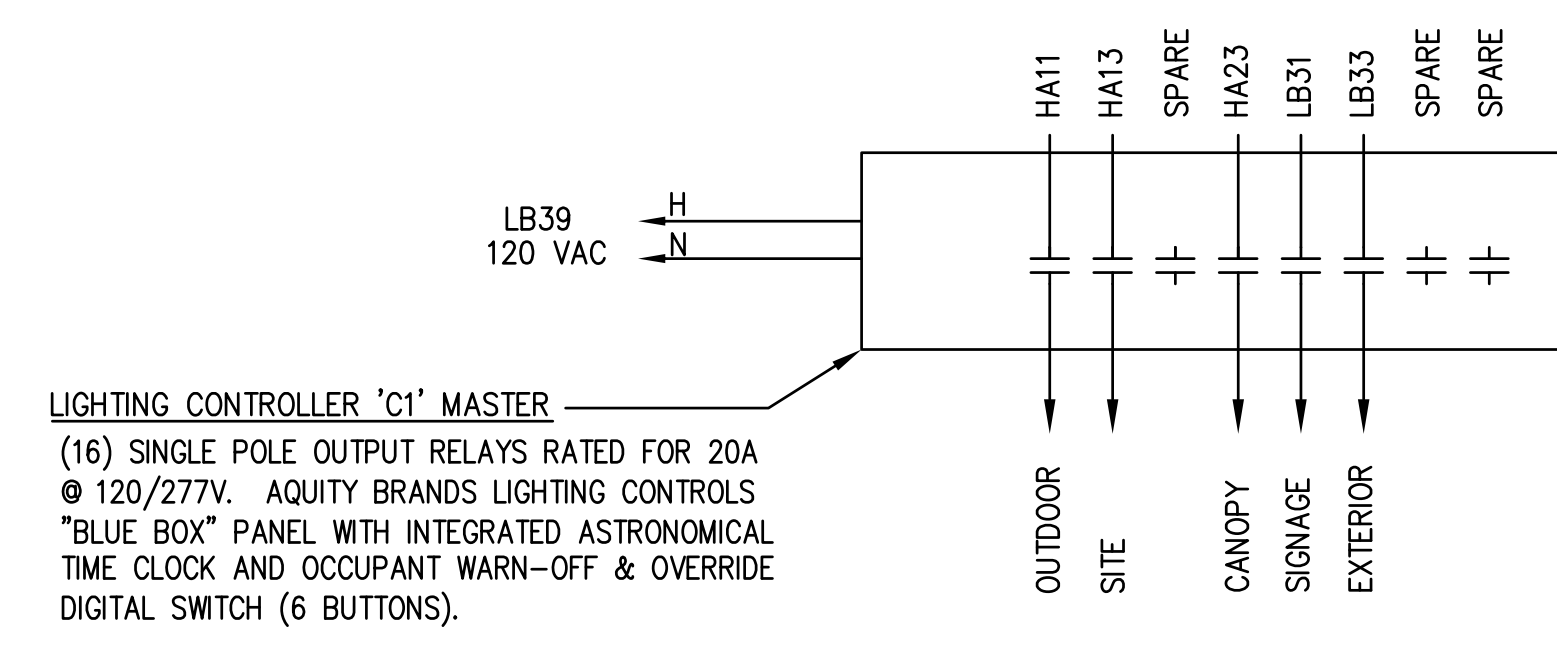 HA11
HA13
SPARE
HA23
LB31
LB33
SPARE
SPARE
H
LB39
N
120 VAC
LIGHTING CONTROLLER 'C1' MASTER
(16) SINGLE POLE OUTPUT RELAYS RATED FOR 20A
@ 120/277V. AQUITY BRANDS LIGHTING CONTROLS
"BLUE BOX" PANEL WITH INTEGRATED ASTRONOMICAL
TIME CLOCK AND OCCUPANT WARN-OFF & OVERRIDE
DIGITAL SWITCH (6 BUTTONS).
OUTDOOR
SITE
CANOPY
SIGNAGE
EXTERIOR